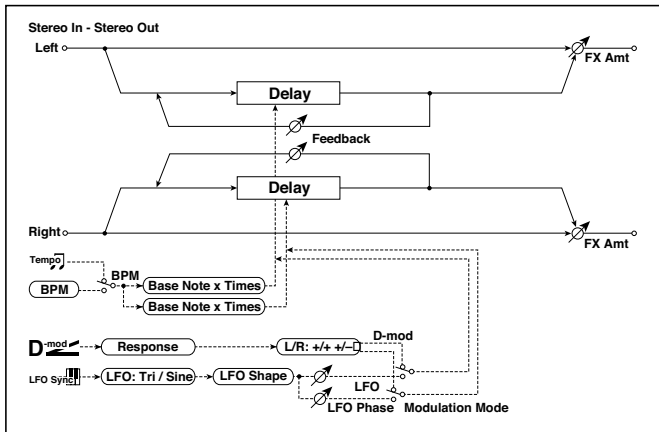 Stereo In - Stereo Out
Left
FX Amt
Delay
Feedback
Delay
Right
FX Amt
Tempo
BPM
BPM
Base Note x Times
Base Note x Times
D-mod
D-mod
Response
L/R: +/+ +/–
LFO Sync
LFO: Tri / Sine
LFO Shape
LFO
LFO Phase
Modulation Mode